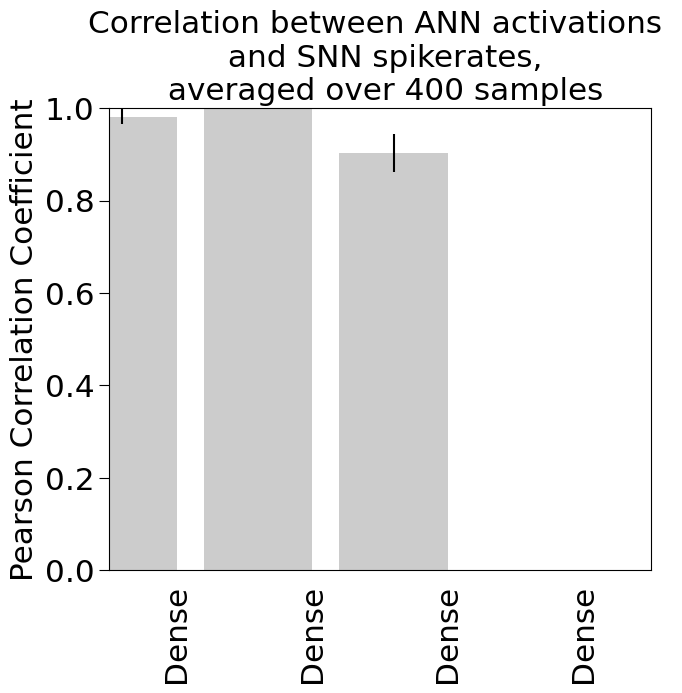 Correlation between ANN activations
and SNN spikerates,
averaged over 400 samples
Pearson Correlation Coefficient
1.0
0.8
0.6
0.4
0.2
0.0
Dense
Dense
Dense
Dense